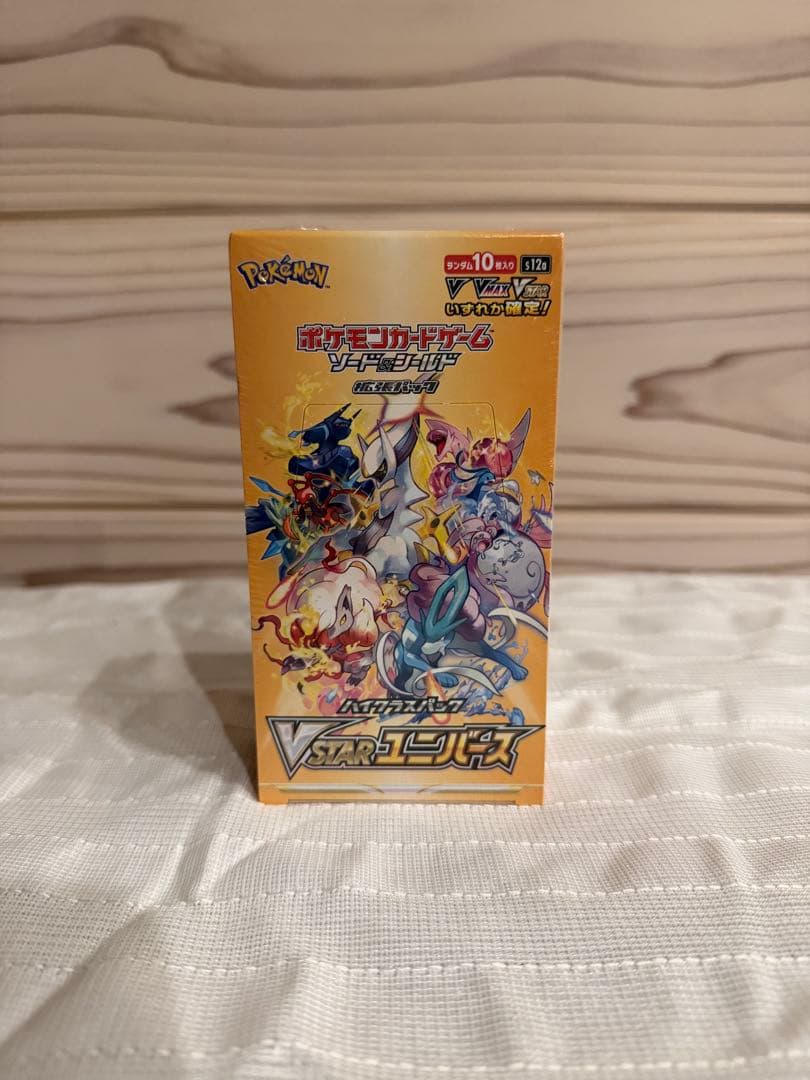 Pokémon™
ランダム10枚入り s12a
V VMAX VSTAR
いずれか確定!
ポケモンカードゲーム
ソード&シールド
拡張パック
ハイクラスパック
VSTARユニバース